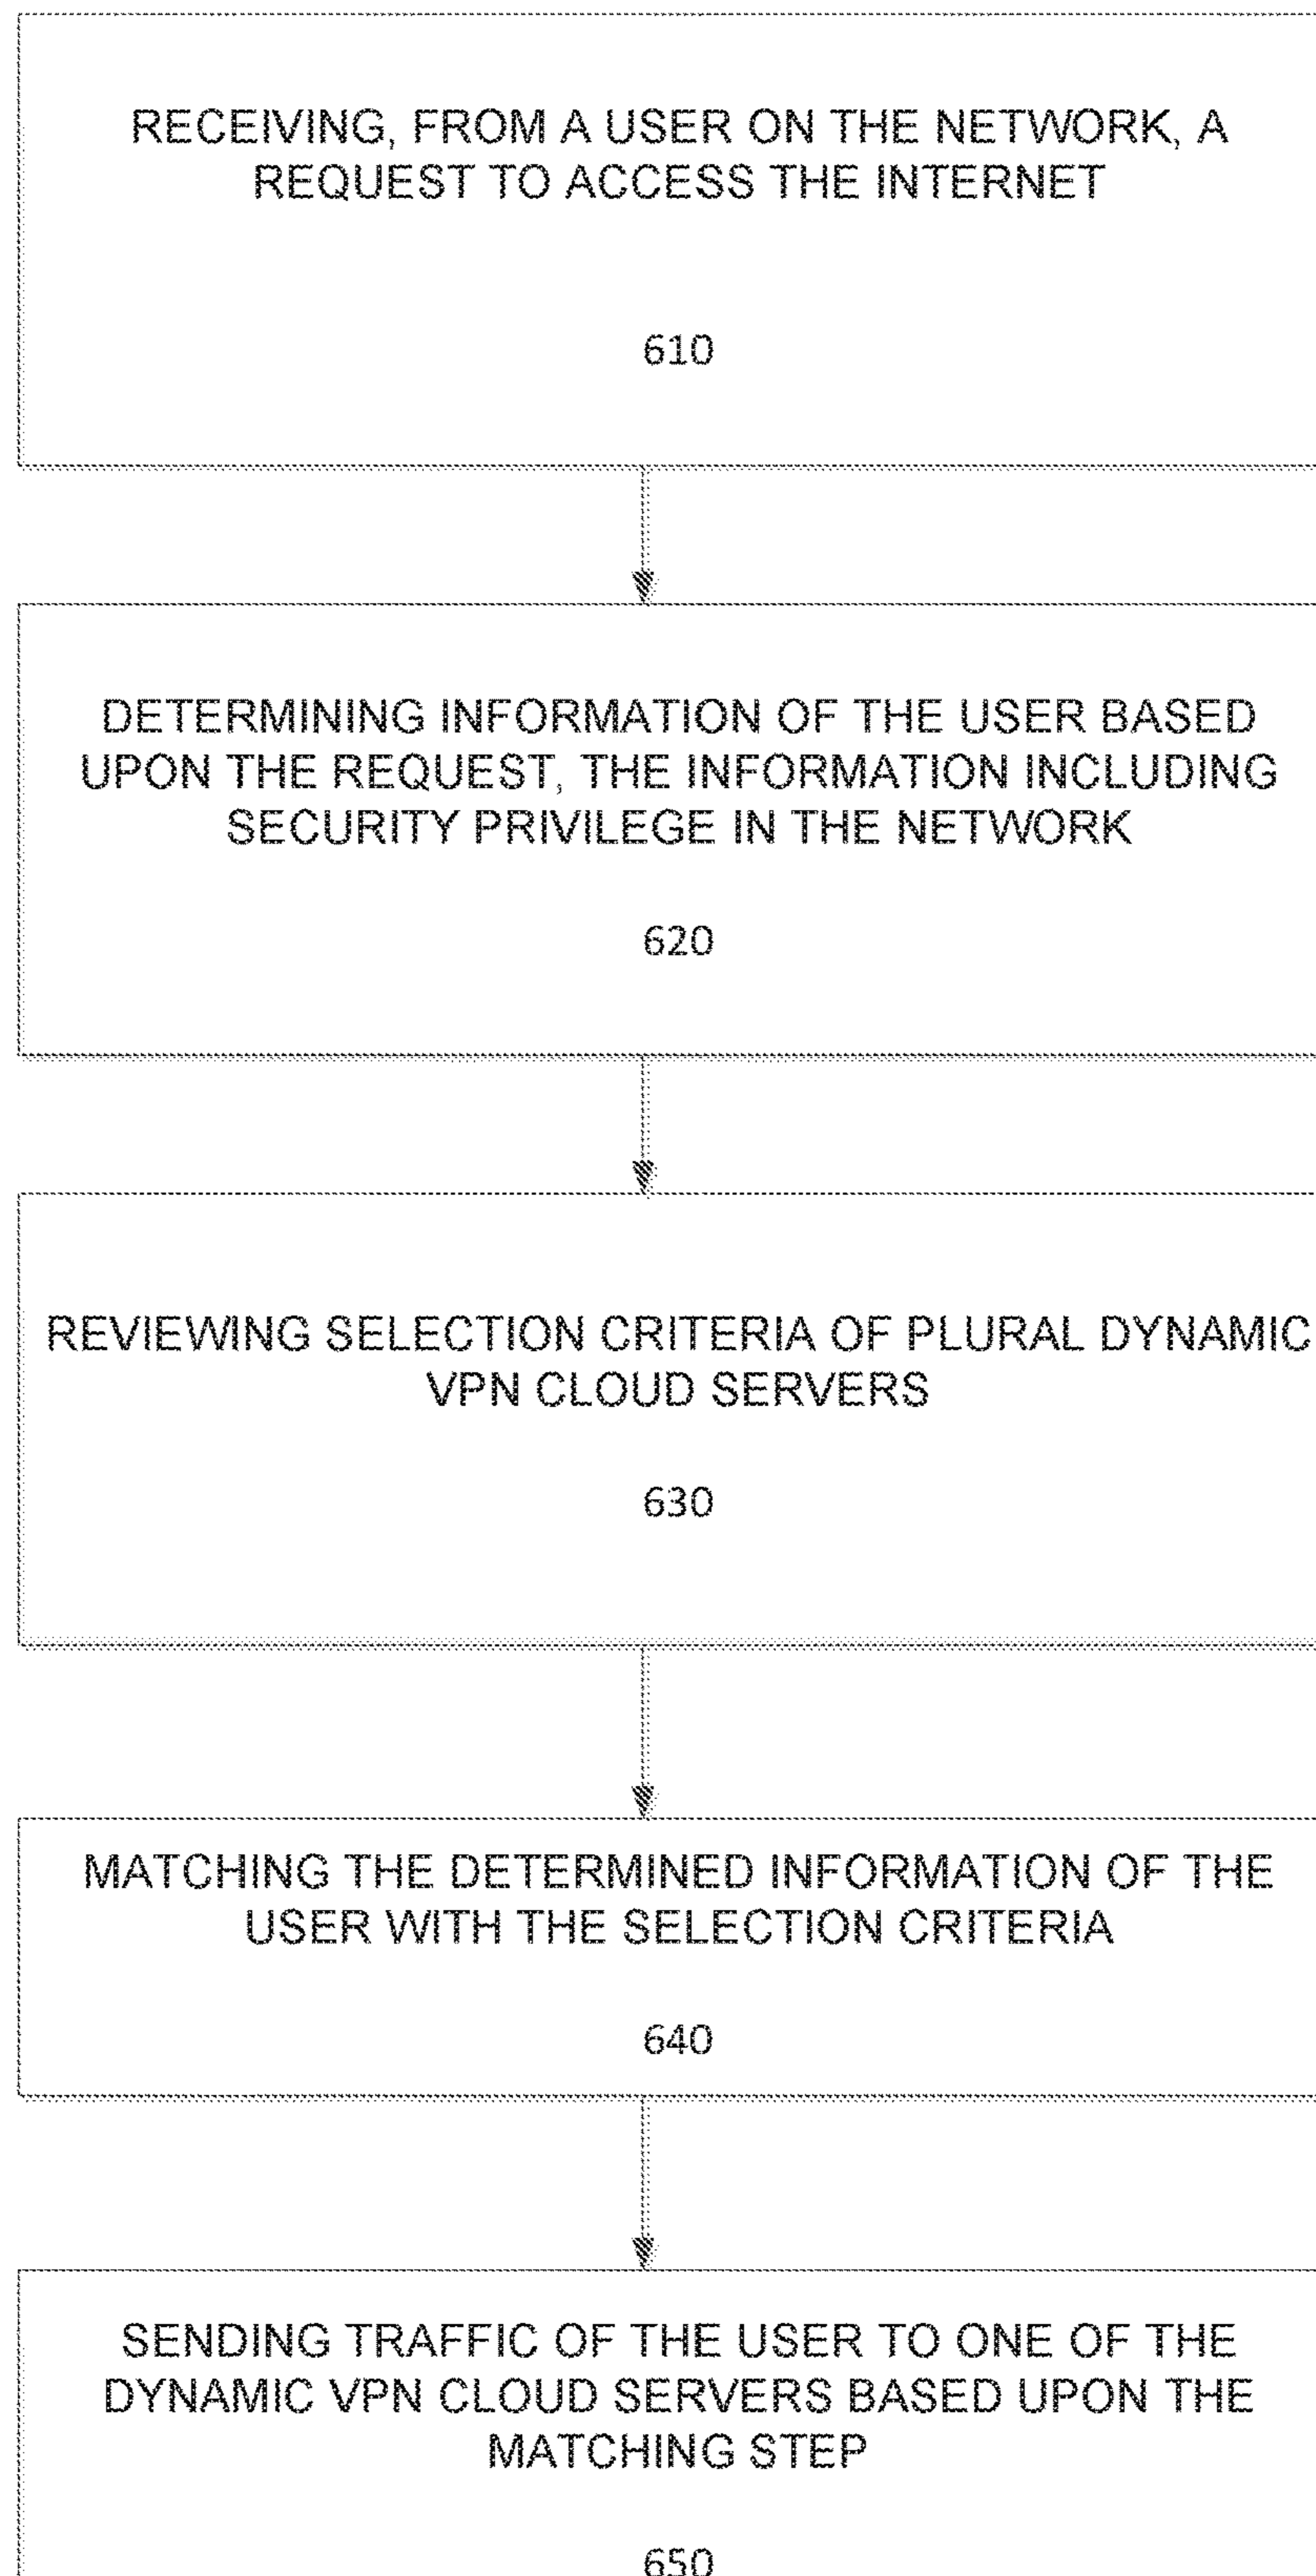 RECEIVING, FROM A USER ON THE NETWORK, A
REQUEST TO ACCESS THE INTERNET
610
DETERMINING INFORMATION OF THE USER BASED
UPON THE REQUEST, THE INFORMATION INCLUDING
SECURITY PRIVILEGE IN THE NETWORK
620
REVIEWING SELECTION CRITERIA OF PLURAL DYNAMIC
VPN CLOUD SERVERS
630
MATCHING THE DETERMINED INFORMATION OF THE
USER WITH THE SELECTION CRITERIA
640
SENDING TRAFFIC OF THE USER TO ONE OF THE
DYNAMIC VPN CLOUD SERVERS BASED UPON THE
MATCHING STEP
650